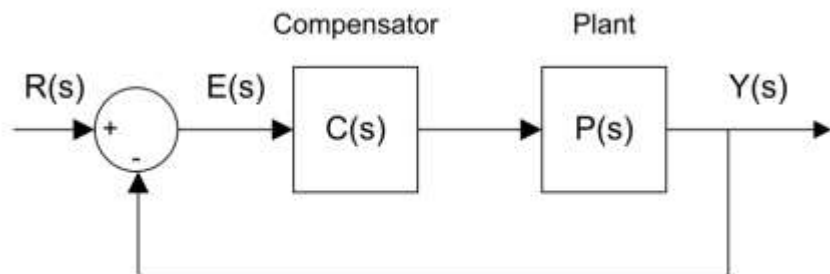 Compensator Plant
R(s) E(s) Y(s)
+ C(s) P(s)
-